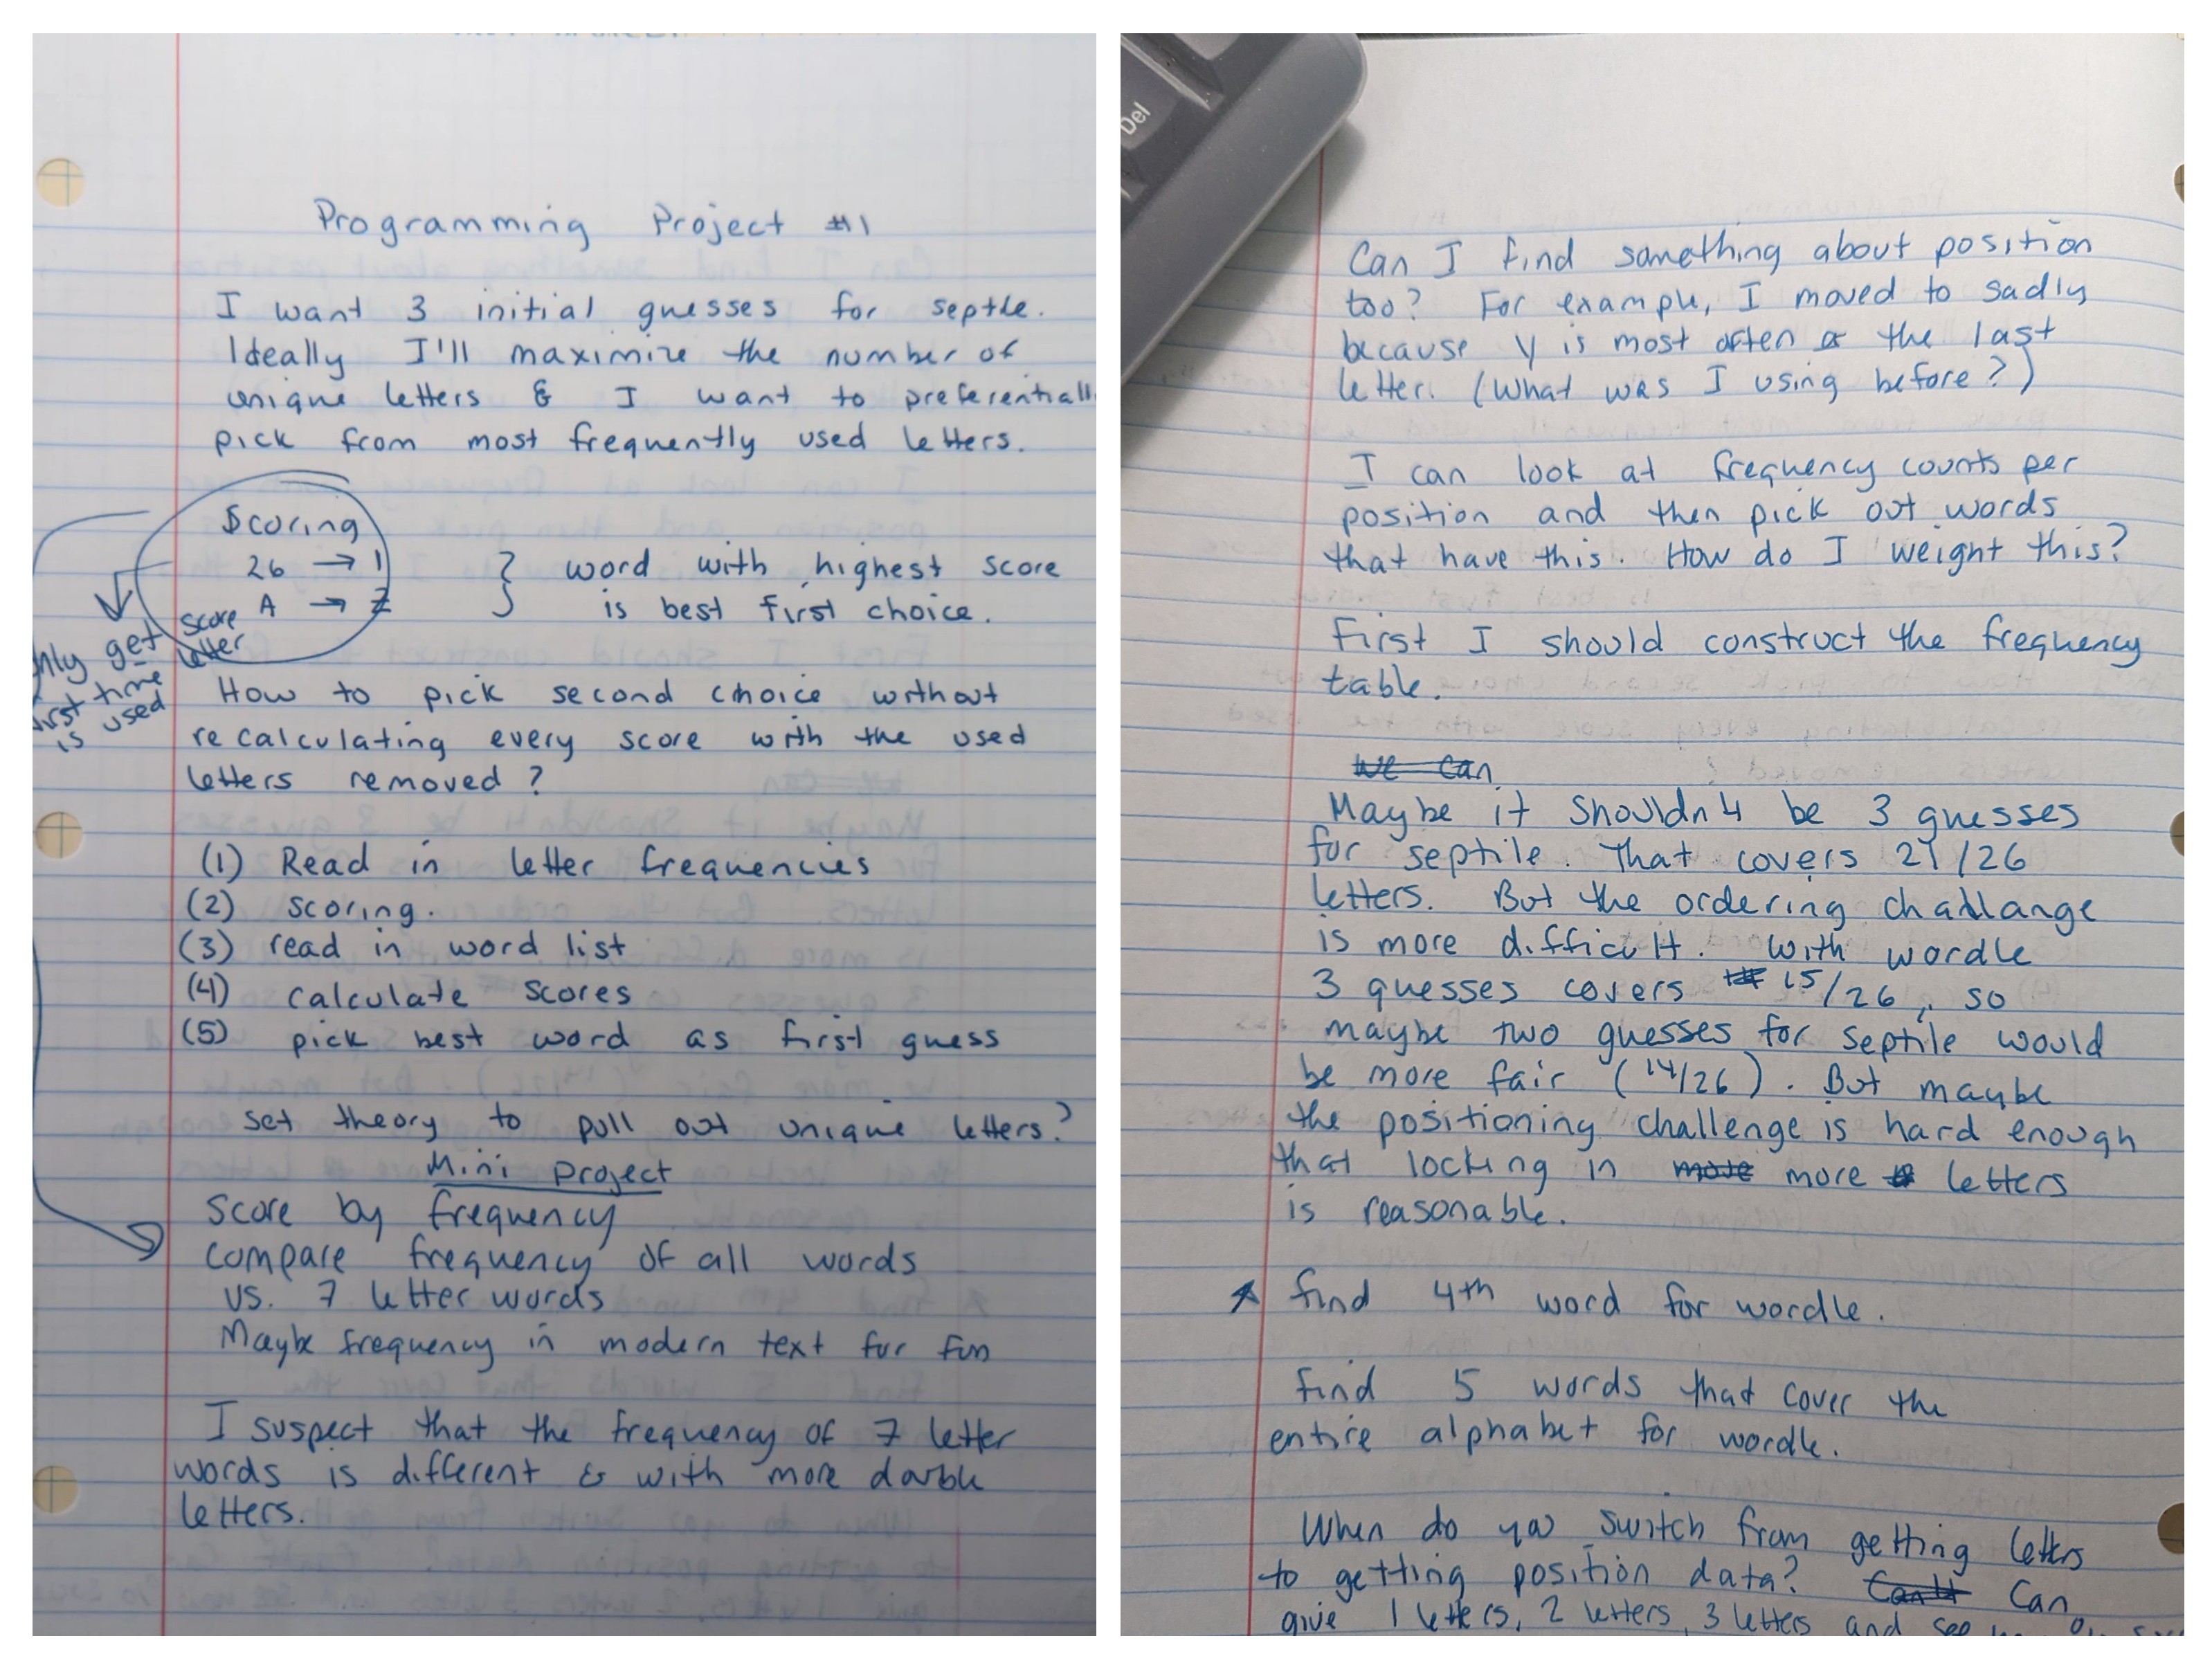 Programming Project #1
I want 3 initial guesses for septle.
Ideally I'll maximize the number of
unique letters & I want to preferentiall
pick from most frequently used letters.
Scoring
26 → 1
A → Z
} word with highest score
is best first choice.
nly get score
irst time letter
is used
How to pick second choice without
recalculating every score with the used
letters removed?
(1) Read in letter frequencies
(2) scoring.
(3) read in word list
(4) calculate scores
(5) pick best word as first guess
set theory to pull out unique letters?
Mini project
Score by frequency
compare frequency of all words
vs. 7 letter words
Maybe frequency in modern text for fun
I suspect that the frequency of 7 letter
words is different & with more double
letters.
Del
Can I find something about position
too? For example, I moved to sadly
because y is most often the last
letter. (What was I using before?)
I can look at frequency counts per
position and then pick out words
that have this. How do I weight this?
First I should construct the frequency
table.
we can
Maybe it shouldn4 be 3 guesses
for septile. That covers 21/26
letters. But the ordering challange
is more difficult. With wordle
3 guesses covers 15/26, so
maybe two guesses for septile would
be more fair (14/26). But maybe
the positioning challenge is hard enough
that locking in move more letters
is reasonable.
find 4th word for wordle.
find 5 words that cover the
entire alphabet for wordle.
When do you switch from getting letters
to getting position data? Can't Can
give 1 letters, 2 letters, 3 letters and see